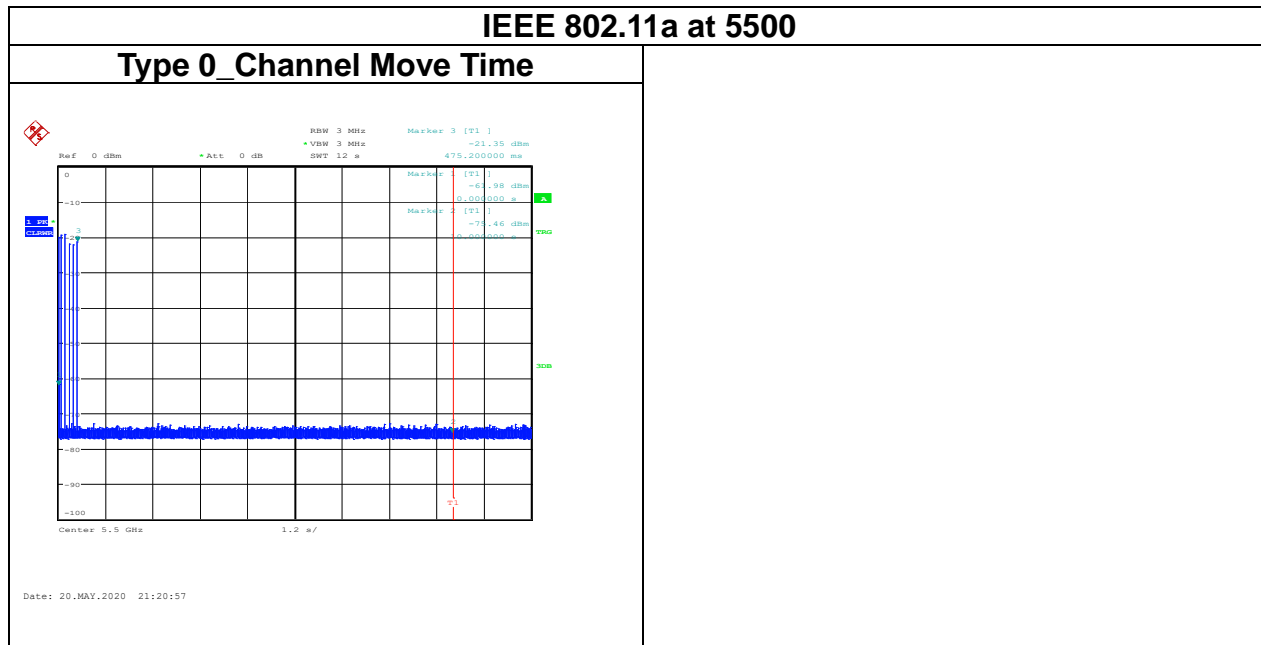 IEEE 802.11a at 5500
Type 0_Channel Move Time
R S
RBW 3 MHz Marker 3 [T1 ]
*VBW 3 MHz -21.35 dBm
Ref 0 dBm *Att 0 dB SWT 12 s 475.200000 ms
0 Marker 1 [T1 ]
-61.98 dBm
0.000000 s
-10 A
Marker 2 [T1 ]
1 PK * -75.46 dBm
CLRWR 3 10.000000 s TRG
-20
-30
-40
-50
3DB
-60
-70
2
-80
-90
T1
-100
Center 5.5 GHz 1.2 s/
Date: 20.MAY.2020 21:20:57